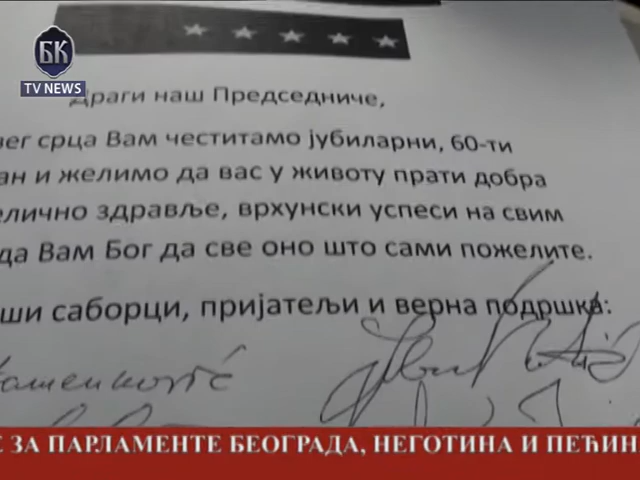 БК
TV NEWS
Драги наш Председниче,
срца Вам честитамо јубиларни, 60-ти
и желимо да вас у животу прати добра
здравље, врхунски успеси на свим
да Вам Бог да све оно што сами пожелите.
саборци, пријатељи и верна подршка:
ЗА ПАРЛАМЕНТЕ БЕОГРАДА, НЕГОТИНА И